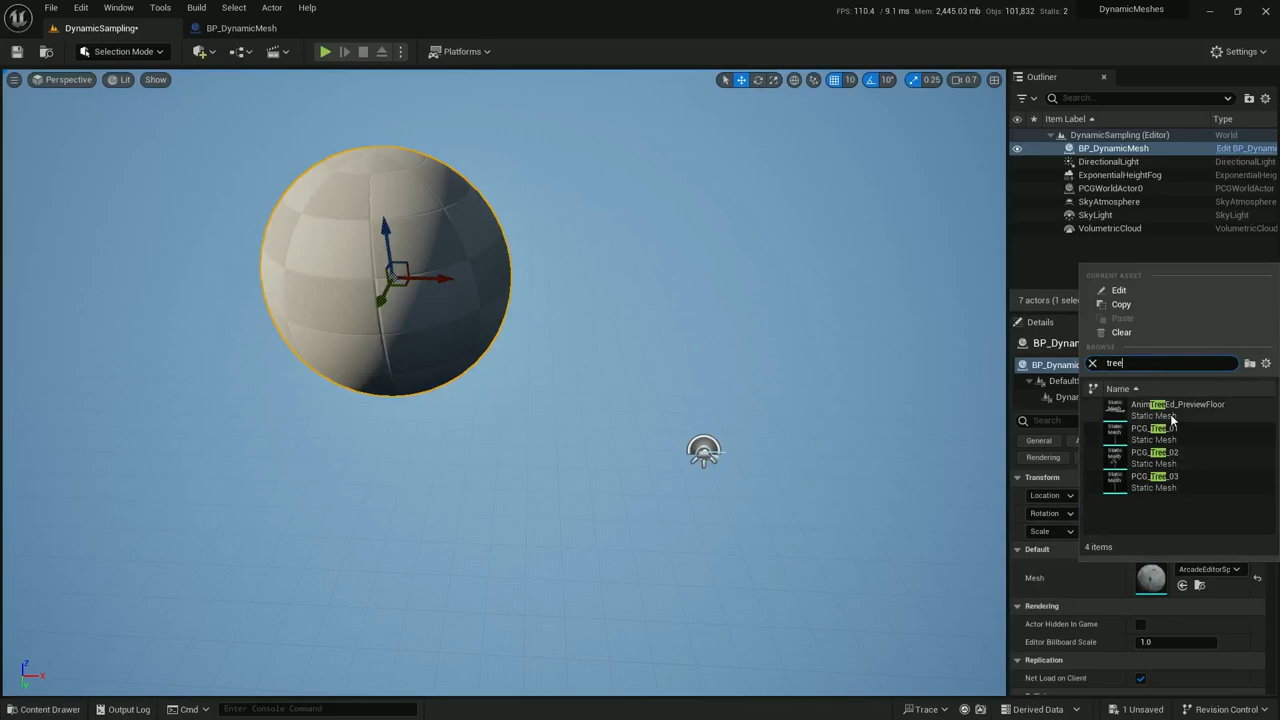 File Edit Window Tools Build Select Actor Help
FPS: 110.4 / 9.1 ms Mem: 2,445.03 mb Objs: 101,832 Stalls: 2
DynamicMeshes
DynamicSampling*
BP_DynamicMesh
Selection Mode
Platforms
Settings
Perspective
Lit
Show
10
10°
0.25
0.7
Outliner
Search...
Item Label
Type
DynamicSampling (Editor)
World
BP_DynamicMesh
Edit BP_Dynami
DirectionalLight
DirectionalLight
ExponentialHeightFog
ExponentialHeig
PCGWorldActor0
PCGWorldActor
SkyAtmosphere
SkyAtmosphere
SkyLight
SkyLight
VolumetricCloud
VolumetricCloud
7 actors (1 selec
CURRENT ASSET
Edit
Copy
Paste
Clear
BROWSE
tree
Name
AnimTreeEd_PreviewFloor
Static Mesh
PCG_Tree_01
Static Mesh
PCG_Tree_02
Static Mesh
PCG_Tree_03
Static Mesh
4 items
Details
BP_Dynam
BP_Dynamic
Default
Dynam
Search
General
A
Rendering
Transform
Location
Rotation
Scale
Default
Mesh
ArcadeEditorSp
Rendering
Actor Hidden In Game
Editor Billboard Scale
1.0
Replication
Net Load on Client
Z
X
Y
Content Drawer
Output Log
Cmd
Enter Console Command
Trace
Derived Data
1 Unsaved
Revision Control